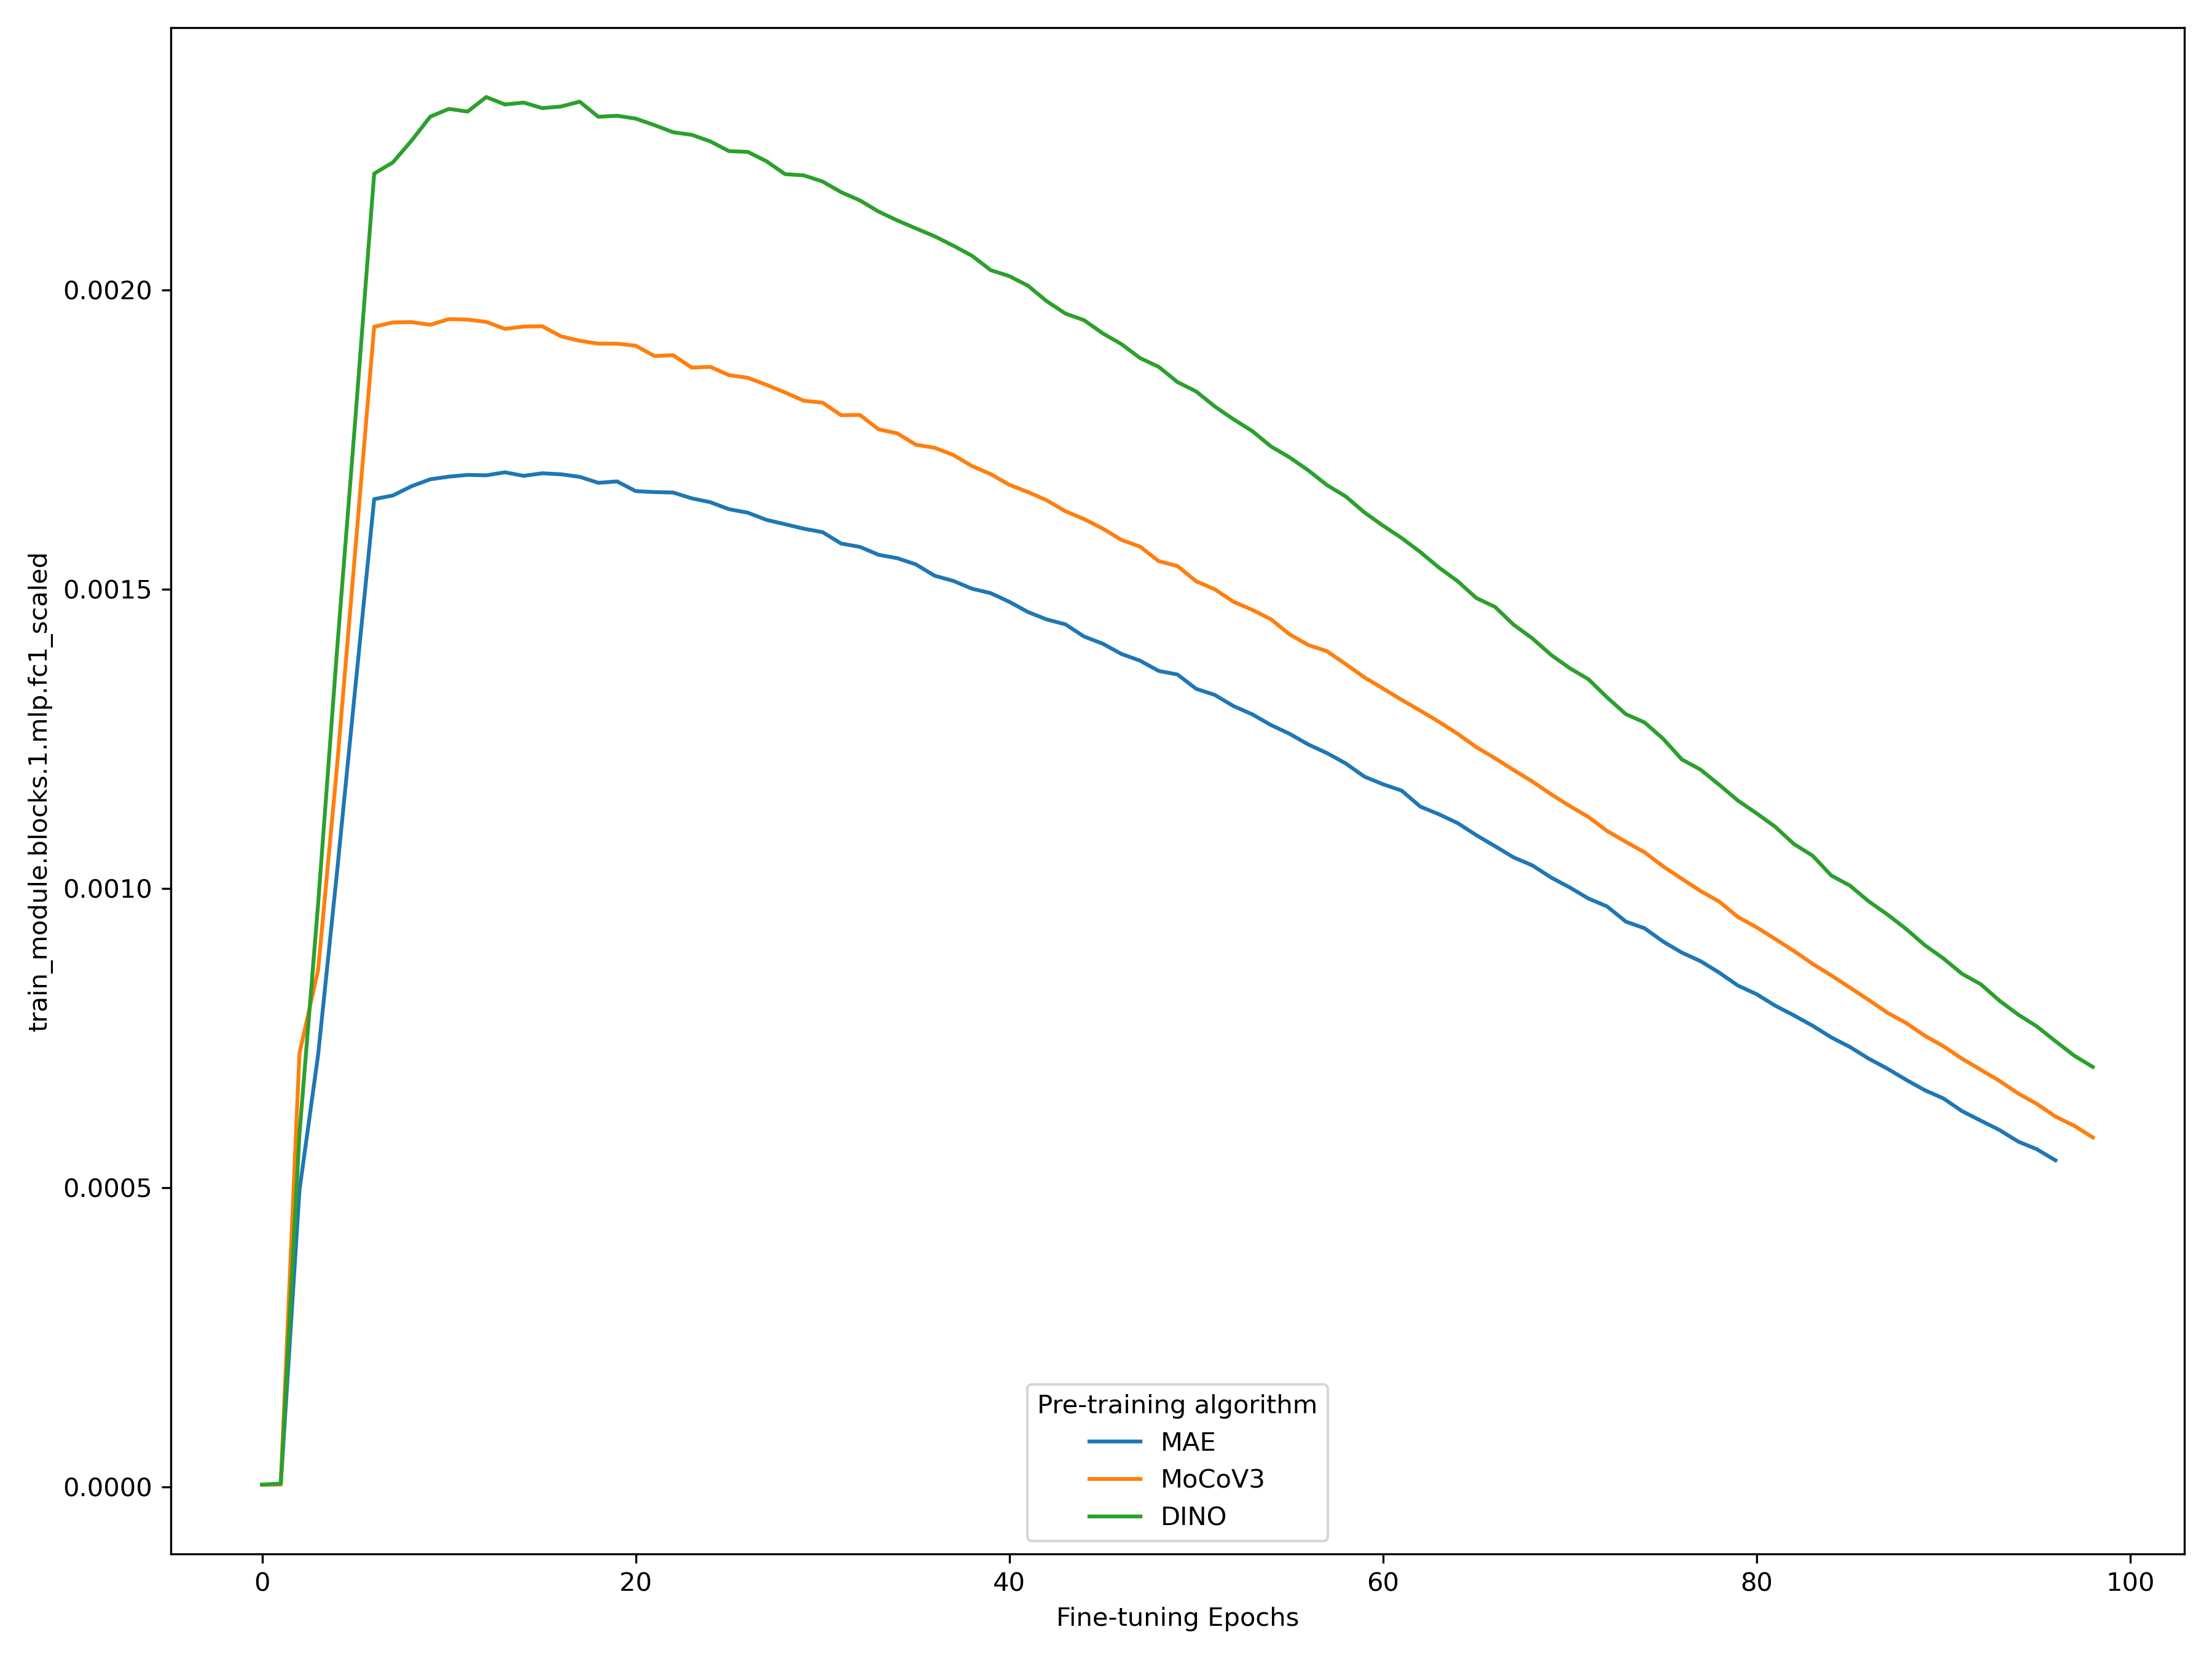 train_module.blocks.1.mlp.fc1_scaled
0.0020
0.0015
0.0010
0.0005
0.0000
Pre-training algorithm
MAE
MoCoV3
DINO
0 20 40 60 80 100
Fine-tuning Epochs